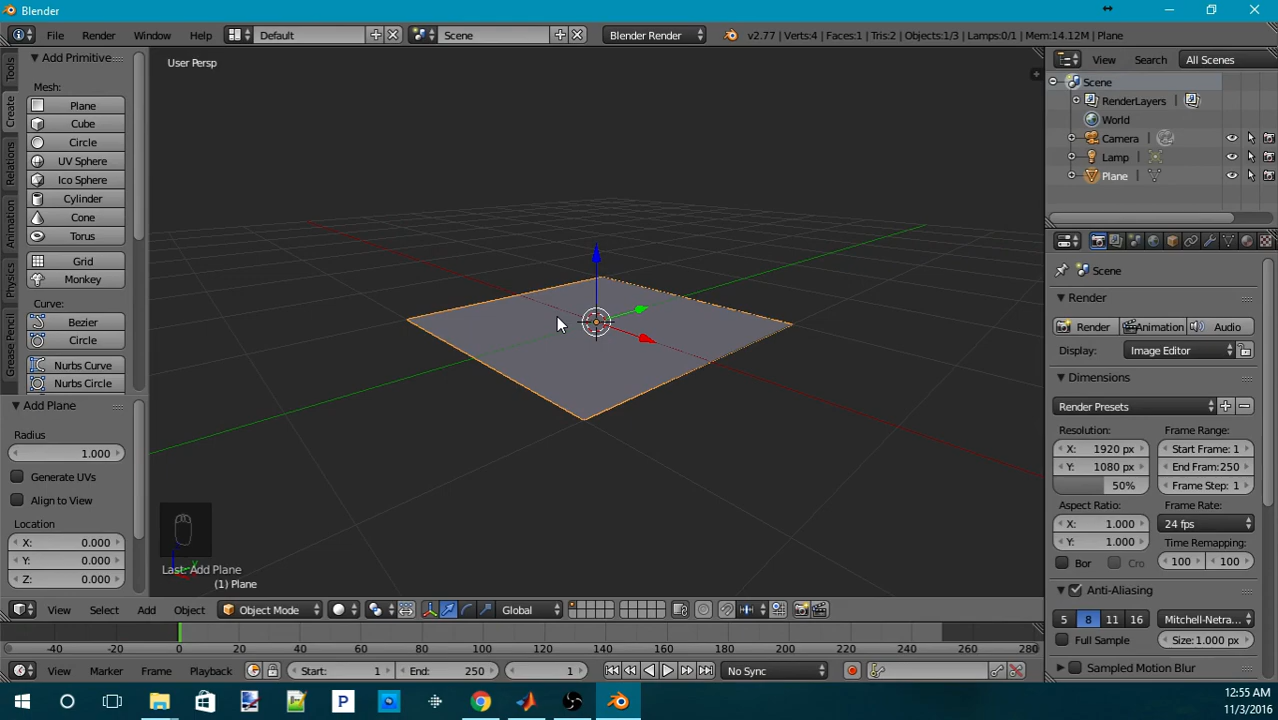 Blender
File Render Window Help Default Scene Blender Render v2.77 | Verts:4 | Faces:1 | Tris:2 | Objects:1/3 | Lamps:0/1 | Mem:14.12M | Plane
Tools
Create
Relations
Animation
Physics
Grease Pencil
Add Primitive
Mesh:
Plane
Cube
Circle
UV Sphere
Ico Sphere
Cylinder
Cone
Torus
Grid
Monkey
Curve:
Bezier
Circle
Nurbs Curve
Nurbs Circle
Add Plane
Radius
1.000
Generate UVs
Align to View
Location
X: 0.000
Y: 0.000
Z: 0.000
User Persp
Last: Add Plane
(1) Plane
View Select Add Object Object Mode Global
-40 -20 0 20 40 60 80 100 120 140 160 180 200 220 240 260 280
View Marker Frame Playback Start: 1 End: 250 1 No Sync
View Search All Scenes
Scene
RenderLayers
World
Camera
Lamp
Plane
Scene
Render
Render Animation Audio
Display: Image Editor
Dimensions
Render Presets
Resolution: Frame Range:
X: 1920 px Start Frame: 1
Y: 1080 px End Fram:250
50% Frame Step: 1
Aspect Ratio: Frame Rate:
X: 1.000 24 fps
Y: 1.000 Time Remapping:
Bor Cro 100 100
Anti-Aliasing
5 8 11 16 Mitchell-Netra...
Full Sample Size: 1.000 px
Sampled Motion Blur
12:55 AM
11/3/2016